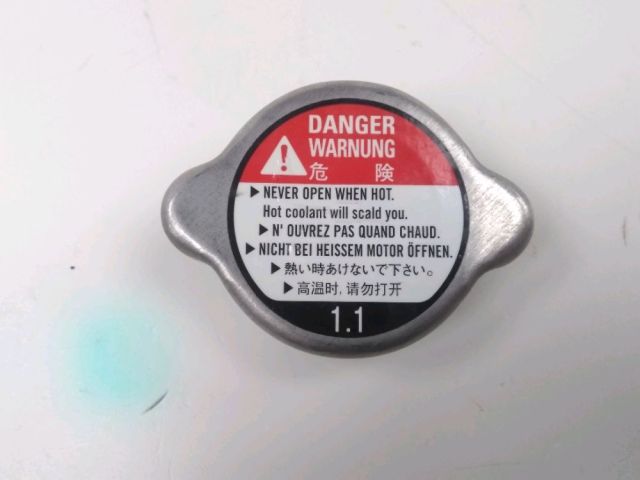 DANGER
WARNUNG
危 険
▶ NEVER OPEN WHEN HOT.
Hot coolant will scald you.
▶ N' OUVREZ PAS QUAND CHAUD.
▶ NICHT BEI HEISSEM MOTOR ÖFFNEN.
▶ 熱い時あけないで下さい。
▶ 高温时, 请勿打开
1.1